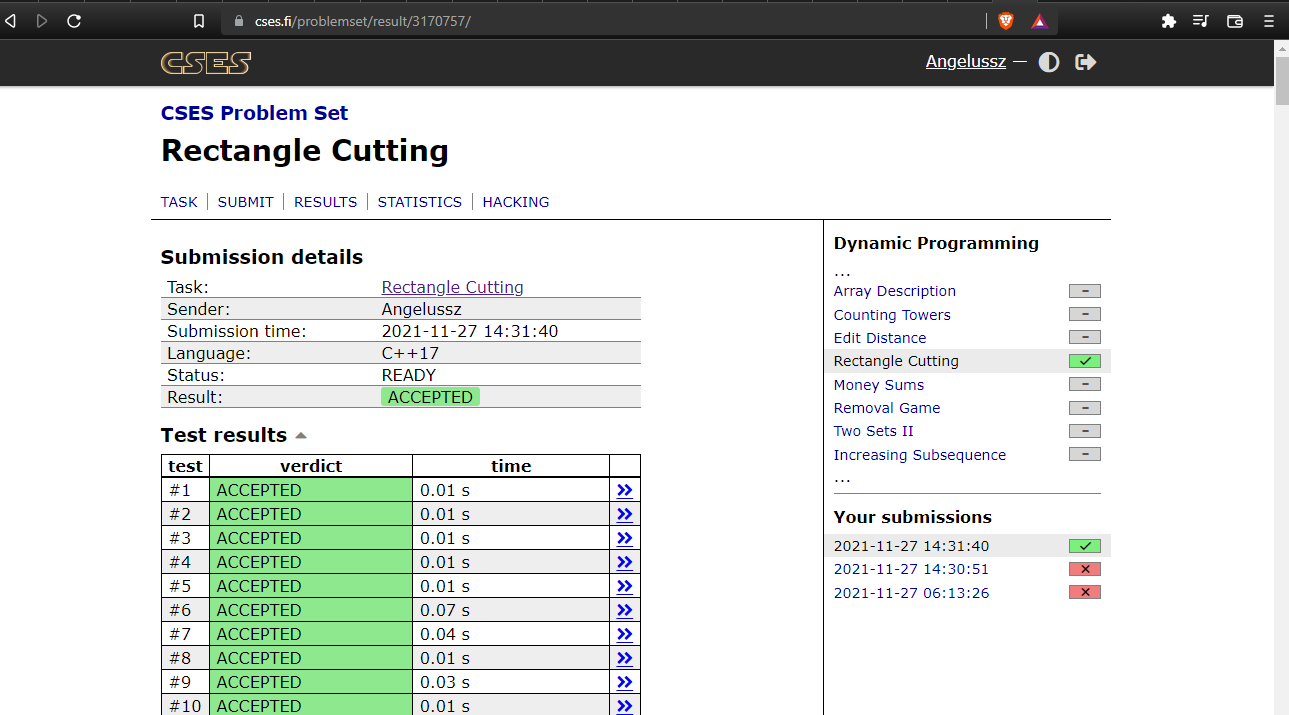 cses.fi/problemset/result/3170757/
CSES
Angelussz —
CSES Problem Set
Rectangle Cutting
TASK | SUBMIT | RESULTS | STATISTICS | HACKING
Submission details
Task: Rectangle Cutting
Sender: Angelussz
Submission time: 2021-11-27 14:31:40
Language: C++17
Status: READY
Result: ACCEPTED
Test results
test verdict time
#1 ACCEPTED 0.01 s »
#2 ACCEPTED 0.01 s »
#3 ACCEPTED 0.01 s »
#4 ACCEPTED 0.01 s »
#5 ACCEPTED 0.01 s »
#6 ACCEPTED 0.07 s »
#7 ACCEPTED 0.04 s »
#8 ACCEPTED 0.01 s »
#9 ACCEPTED 0.03 s »
#10 ACCEPTED 0.01 s »
Dynamic Programming
...
Array Description –
Counting Towers –
Edit Distance –
Rectangle Cutting ✓
Money Sums –
Removal Game –
Two Sets II –
Increasing Subsequence –
...
Your submissions
2021-11-27 14:31:40 ✓
2021-11-27 14:30:51 ×
2021-11-27 06:13:26 ×